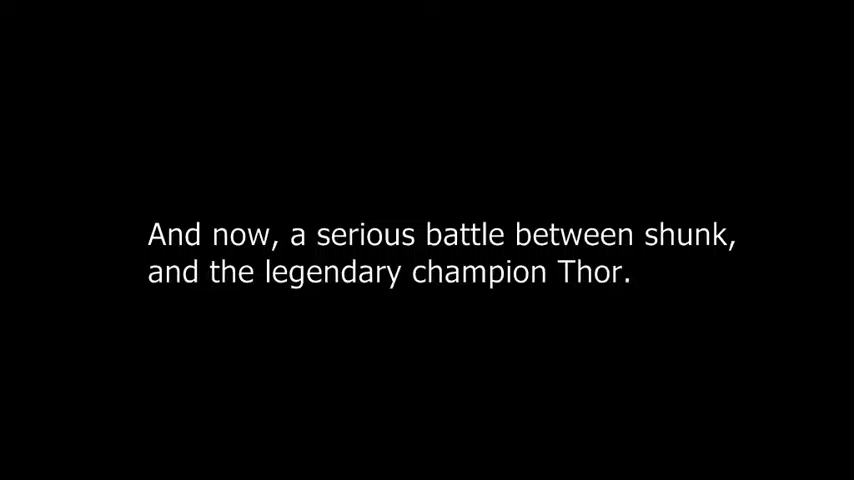 And now, a serious battle between shunk,
and the legendary champion Thor.